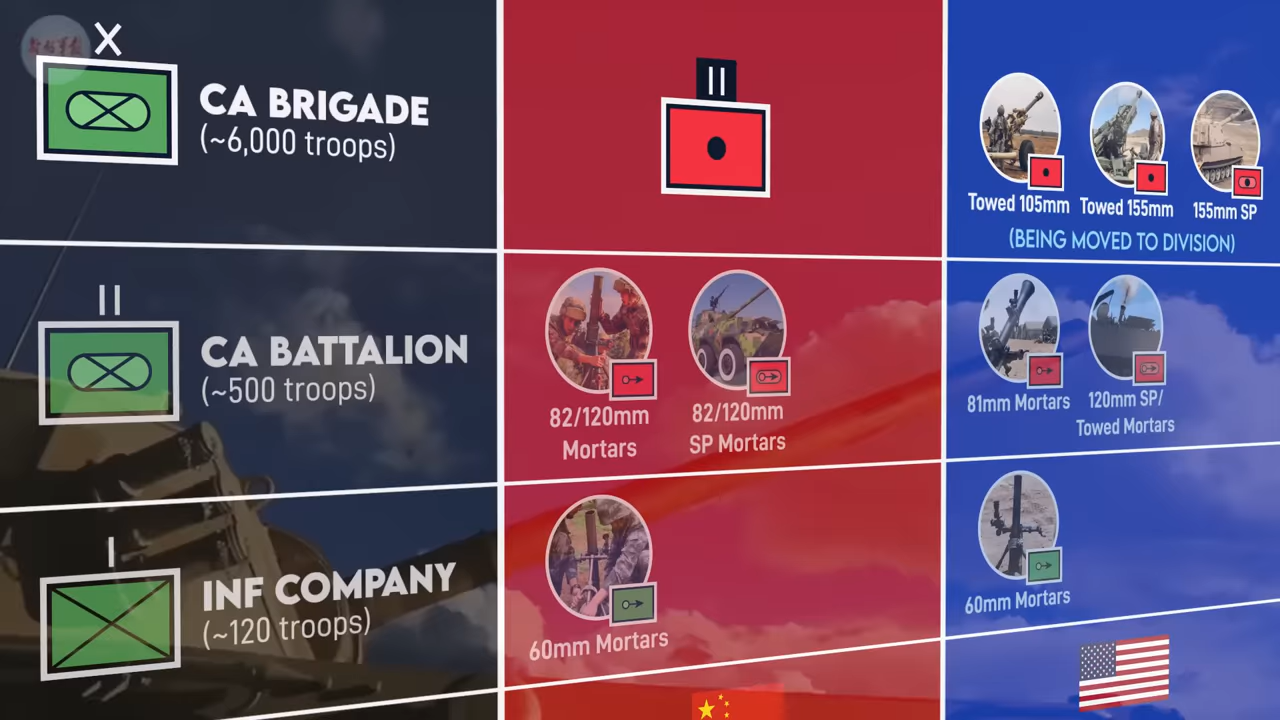 X
CA BRIGADE
(~6,000 troops)
II
Towed 105mm
Towed 155mm
155mm SP
(BEING MOVED TO DIVISION)
II
CA BATTALION
(~500 troops)
82/120mm
Mortars
82/120mm
SP Mortars
81mm Mortars
120mm SP/
Towed Mortars
I
INF COMPANY
(~120 troops)
60mm Mortars
60mm Mortars